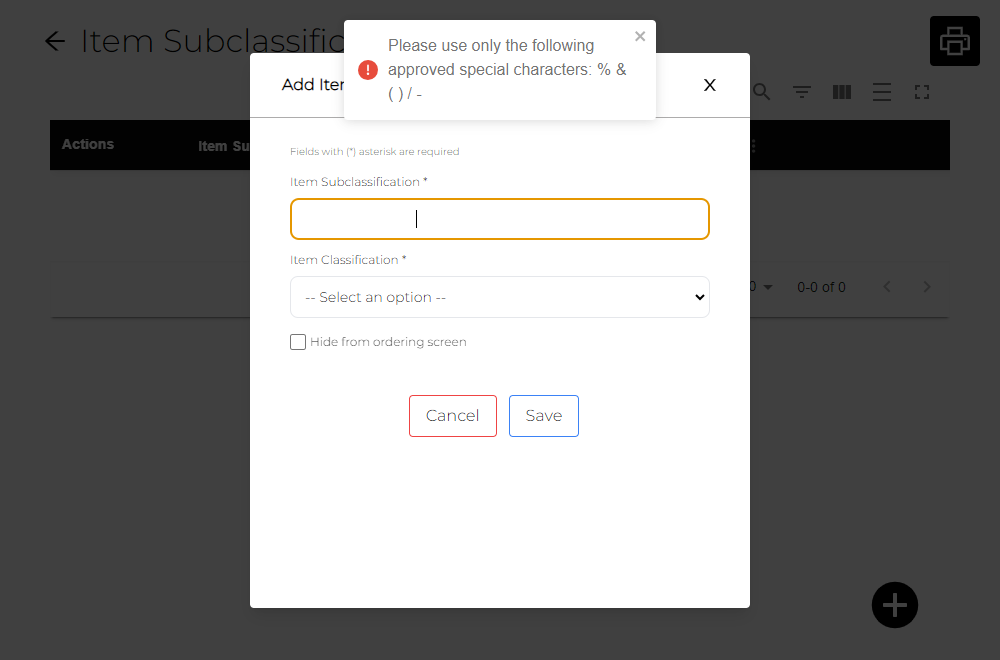 Item Subclassific
Please use only the following
approved special characters: % &
( ) / -
Add Iter
X
Actions
Item Su
Fields with (*) asterisk are required
Item Subclassification *
Item Classification *
-- Select an option --
0
0-0 of 0
Hide from ordering screen
Cancel
Save